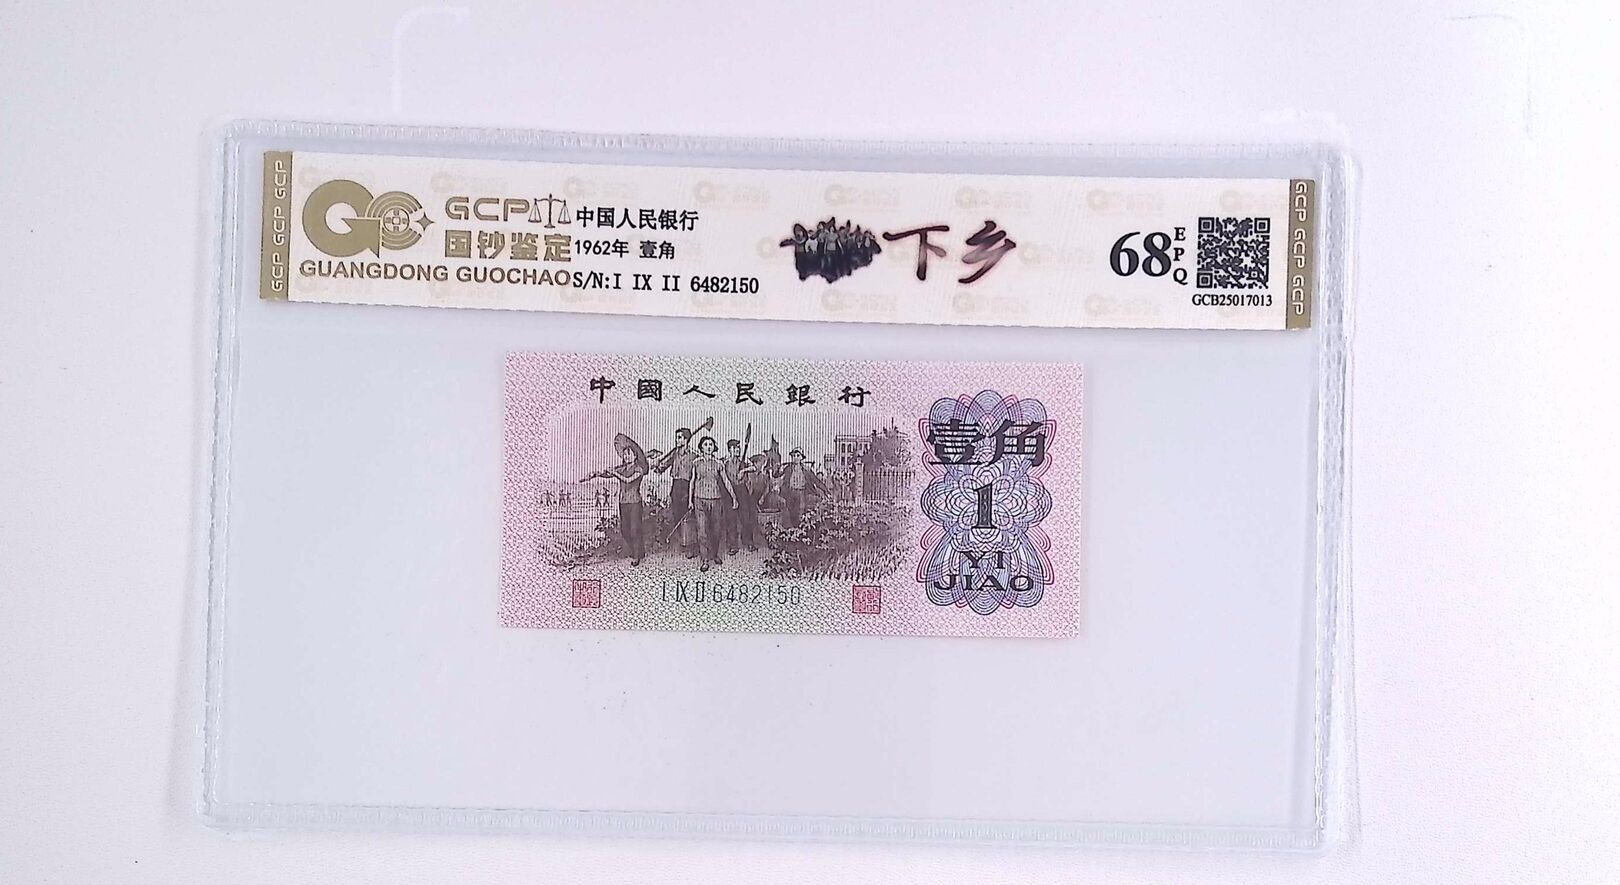 GCP GCP GCP
GCP
国钞鉴定
GUANGDONG GUOCHAO
中国人民银行
1962年 壹角
S/N:I IX II 6482150
下乡
68
EPQ
GCB25017013
GCP GCP GCP
中國人民銀行
壹角
1
YI
JIAO
I IX II 6482150